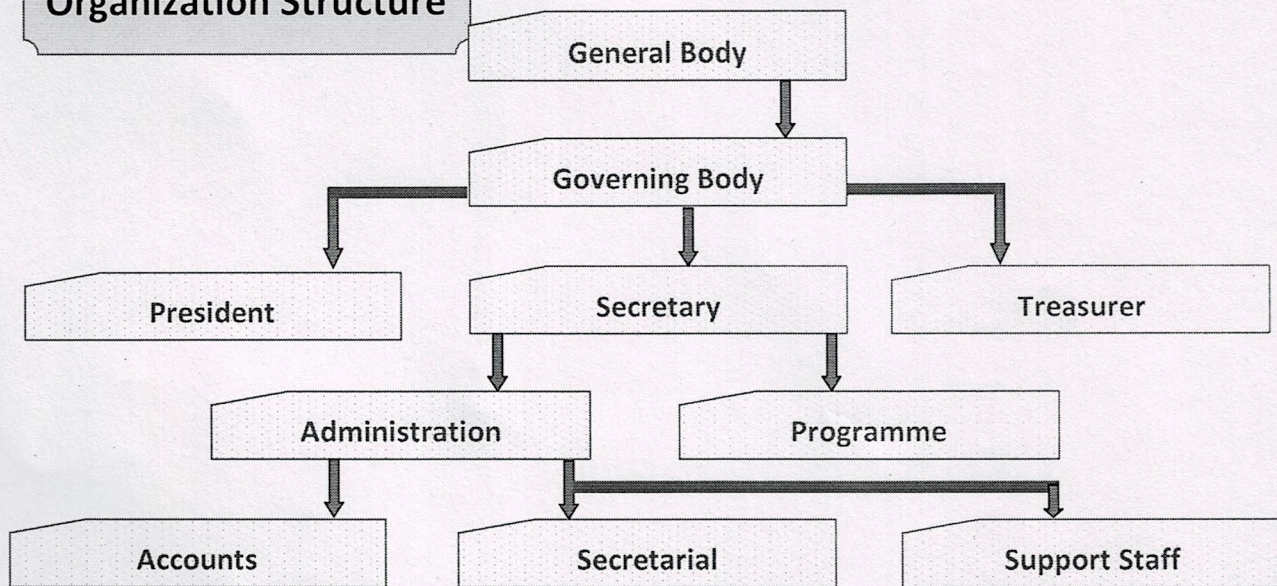 Organization Structure
General Body
Governing Body
President
Secretary
Treasurer
Administration
Programme
Accounts
Secretarial
Support Staff